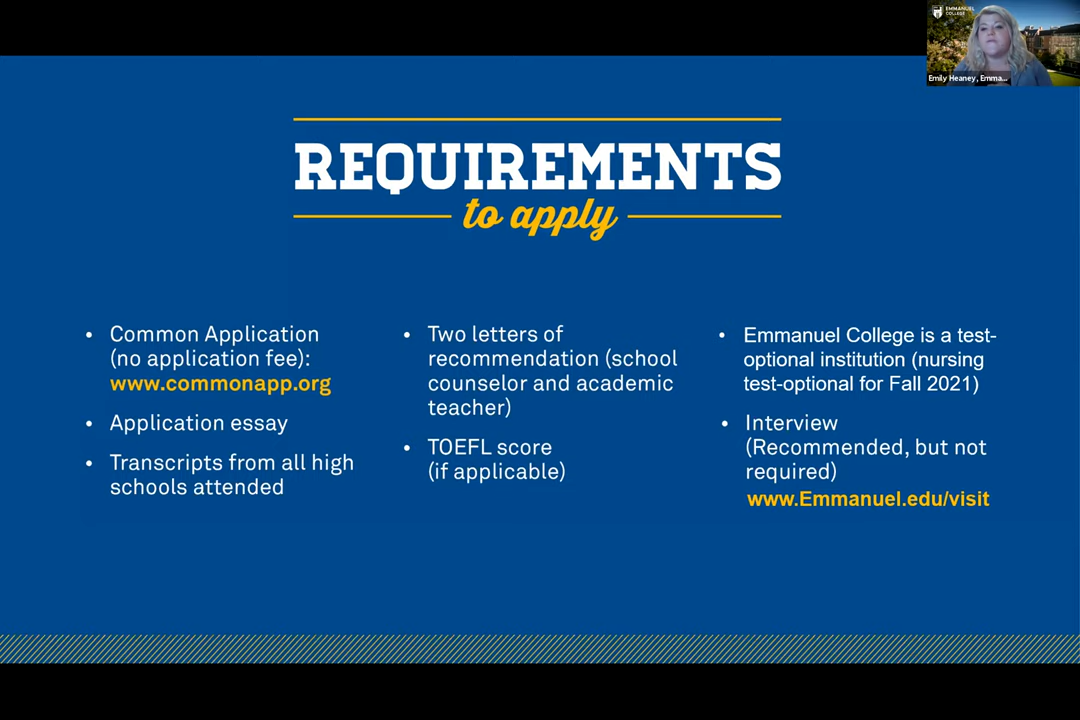 EMMANUEL
COLLEGE
Emily Heaney, Emma...
REQUIREMENTS
to apply
• Common Application
(no application fee):
www.commonapp.org
• Application essay
• Transcripts from all high
schools attended
• Two letters of
recommendation (school
counselor and academic
teacher)
• TOEFL score
(if applicable)
• Emmanuel College is a test-
optional institution (nursing
test-optional for Fall 2021)
• Interview
(Recommended, but not
required)
www.Emmanuel.edu/visit